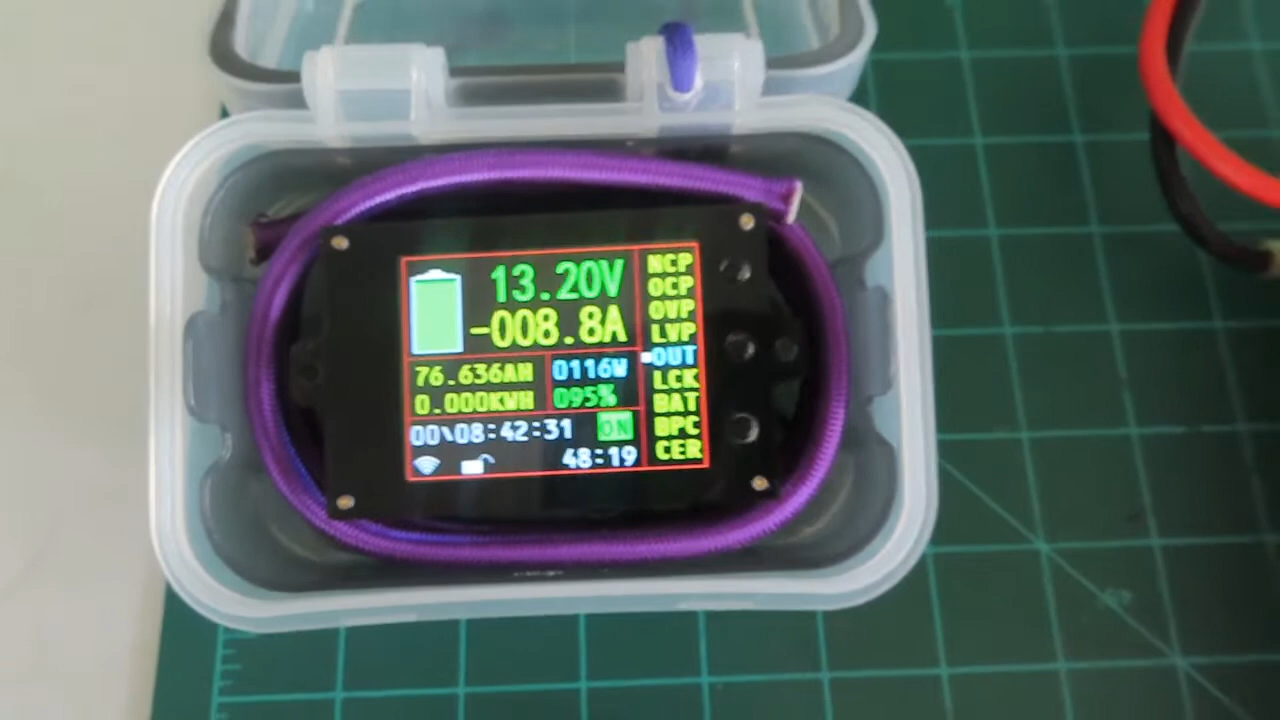 13.20V
-008.8A
76.636AH
0.000KWH
0116W
095%
00\08:42:31
ON
48:19
NCP
OCP
OVP
LVP
OUT
LCK
BAT
BPC
CER